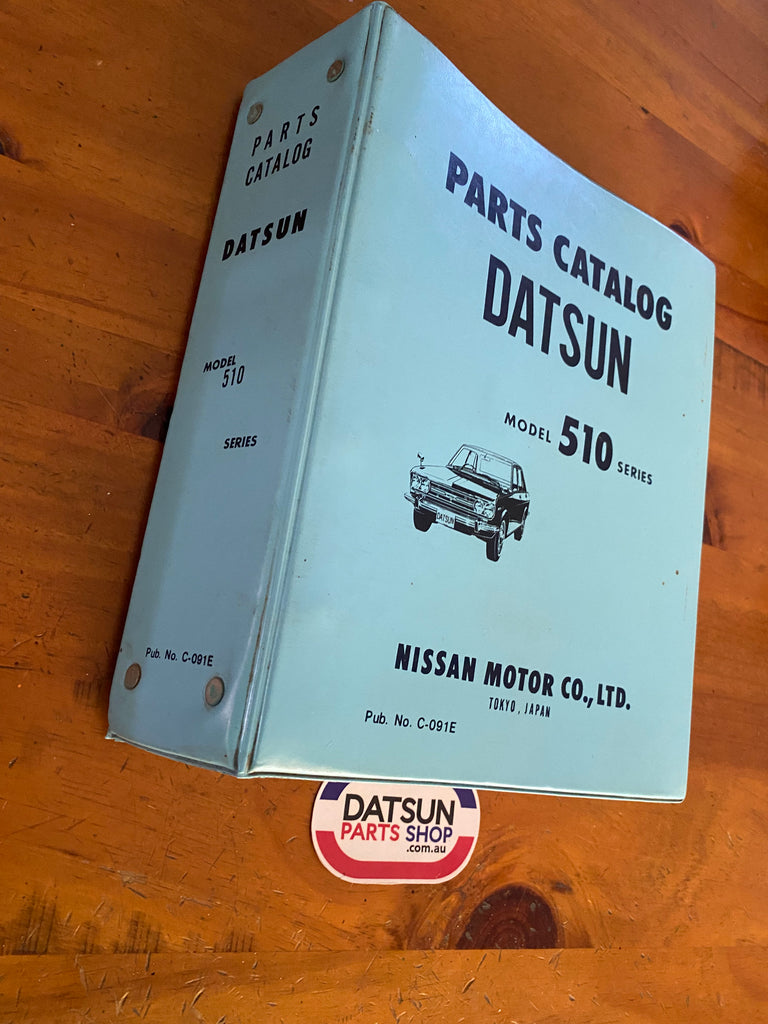 PARTS
CATALOG
DATSUN
MODEL
510
SERIES
Pub. No. C-091E
PARTS CATALOG
DATSUN
MODEL 510 SERIES
DATSUN
NISSAN MOTOR CO., LTD.
TOKYO, JAPAN
Pub. No. C-091E
DATSUN
PARTS SHOP
.com.au